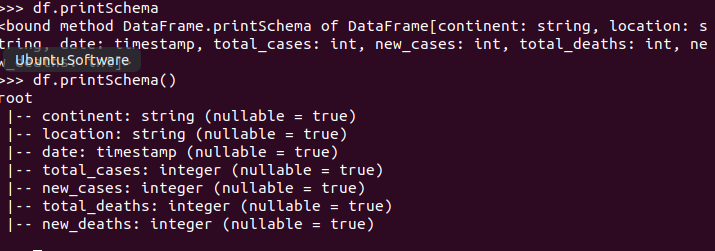 >>> df.printSchema
<bound method DataFrame.printSchema of DataFrame[continent: string, location: s
tring, date: timestamp, total_cases: int, new_cases: int, total_deaths: int, ne
Ubuntu Software
>>> df.printSchema()
root
 |-- continent: string (nullable = true)
 |-- location: string (nullable = true)
 |-- date: timestamp (nullable = true)
 |-- total_cases: integer (nullable = true)
 |-- new_cases: integer (nullable = true)
 |-- total_deaths: integer (nullable = true)
 |-- new_deaths: integer (nullable = true)